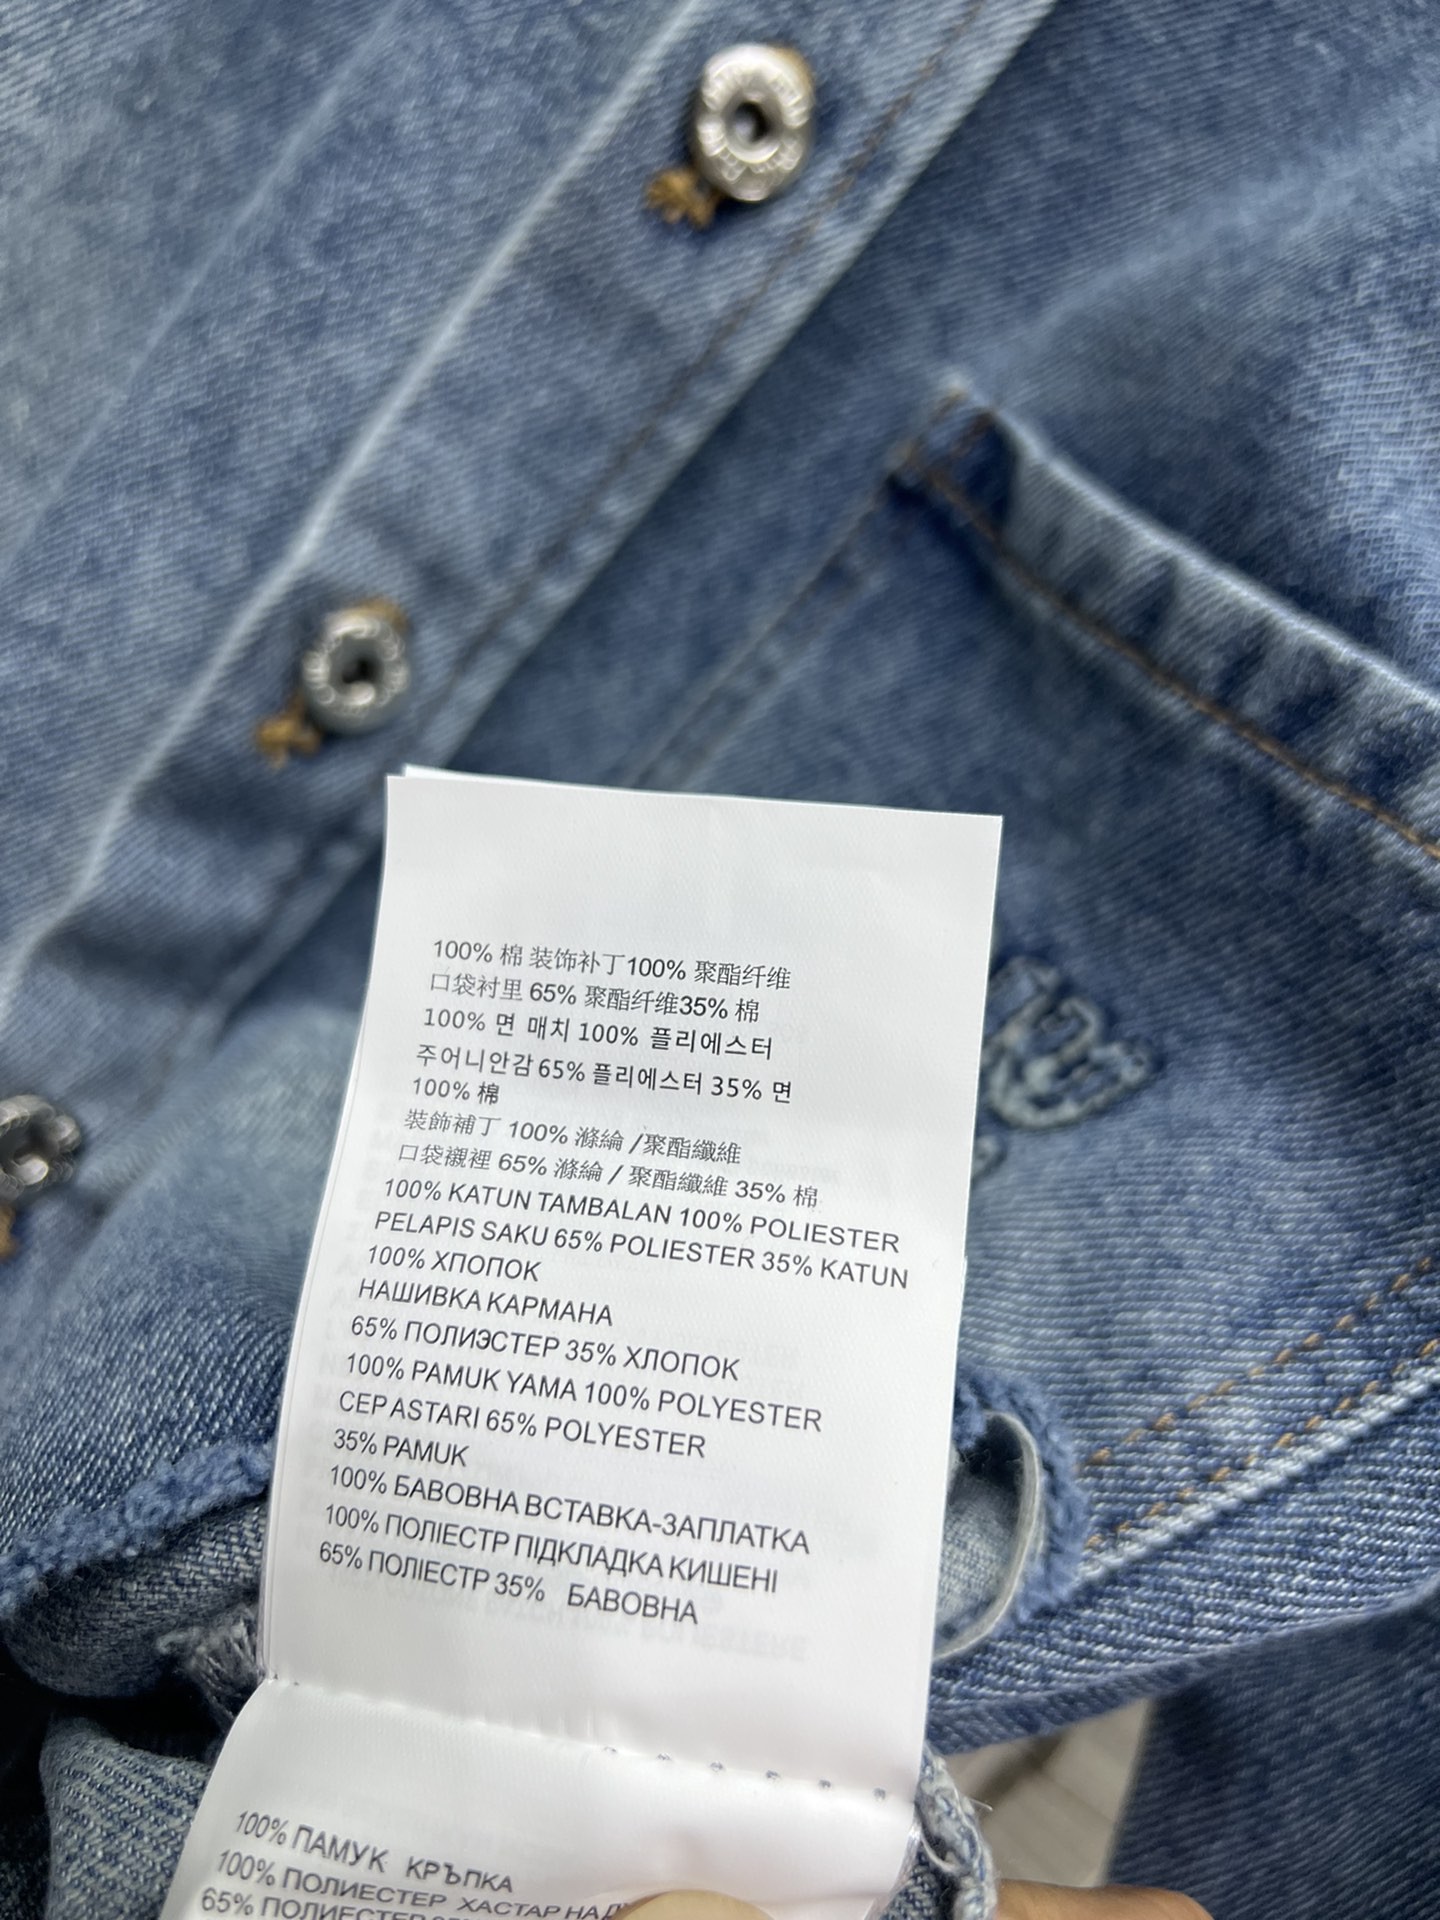 100% 棉 装饰补丁100% 聚酯纤维
口袋衬里 65% 聚酯纤维35% 棉
100% 면 매치 100% 플리에스터
주어니안감 65% 플리에스터 35% 면
100% 棉
裝飾補丁 100% 滌綸 /聚酯纖維
口袋襯裡 65% 滌綸 / 聚酯纖維 35% 棉
100% KATUN TAMBALAN 100% POLIESTER
PELAPIS SAKU 65% POLIESTER 35% KATUN
100% ХПОПОК
НАШИВКА КАРМАНА
65% ПОЛИЭСТЕР 35% ХЛОПОК
100% PAMUK YAMA 100% POLYESTER
CEP ASTARI 65% POLYESTER
35% PAMUK
100% БАВОВНА ВСТАВКА-ЗАПЛАТКА
100% ПОЛІЕСТР ПІДКЛАДКА КИШЕНІ
65% ПОЛІЕСТР 35% БАВОВНА
100% ПАМУК КРЪПКА
100% ПОЛИЕСТЕР ХАСТАР НА
65% ПОЛИЕСТЕР